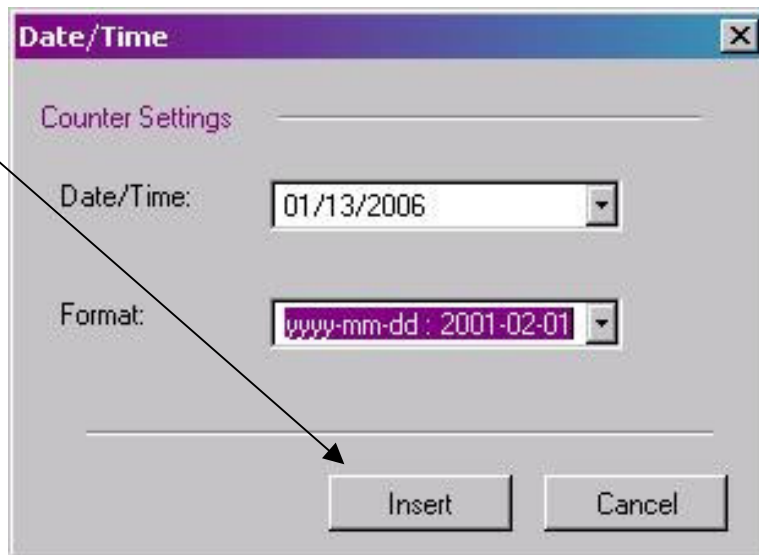 Date/Time
Counter Settings
Date/Time:
01/13/2006
Format:
yyyy-mm-dd : 2001-02-01
Insert
Cancel